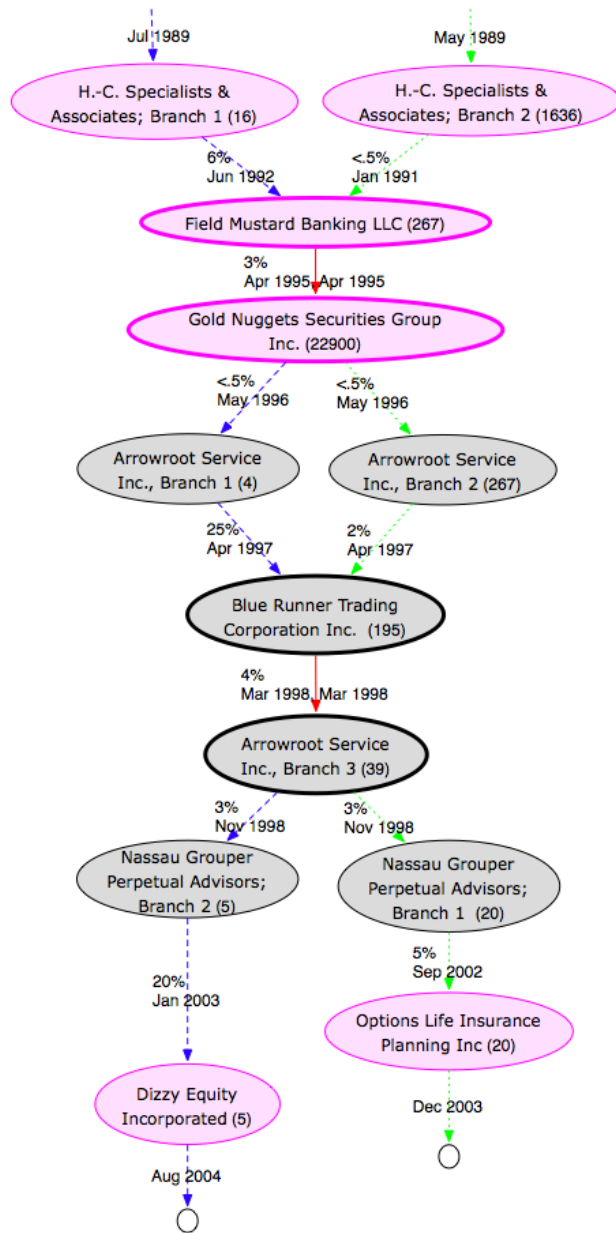 Jul 1989
May 1989
H.-C. Specialists &
Associates; Branch 1 (16)
H.-C. Specialists &
Associates; Branch 2 (1636)
6%
Jun 1992
<.5%
Jan 1991
Field Mustard Banking LLC (267)
3%
Apr 1995, Apr 1995
Gold Nuggets Securities Group
Inc. (22900)
<.5%
May 1996
<.5%
May 1996
Arrowroot Service
Inc., Branch 1 (4)
Arrowroot Service
Inc., Branch 2 (267)
25%
Apr 1997
2%
Apr 1997
Blue Runner Trading
Corporation Inc. (195)
4%
Mar 1998, Mar 1998
Arrowroot Service
Inc., Branch 3 (39)
3%
Nov 1998
3%
Nov 1998
Nassau Grouper
Perpetual Advisors;
Branch 2 (5)
Nassau Grouper
Perpetual Advisors;
Branch 1 (20)
20%
Jan 2003
5%
Sep 2002
Options Life Insurance
Planning Inc (20)
Dizzy Equity
Incorporated (5)
Dec 2003
Aug 2004